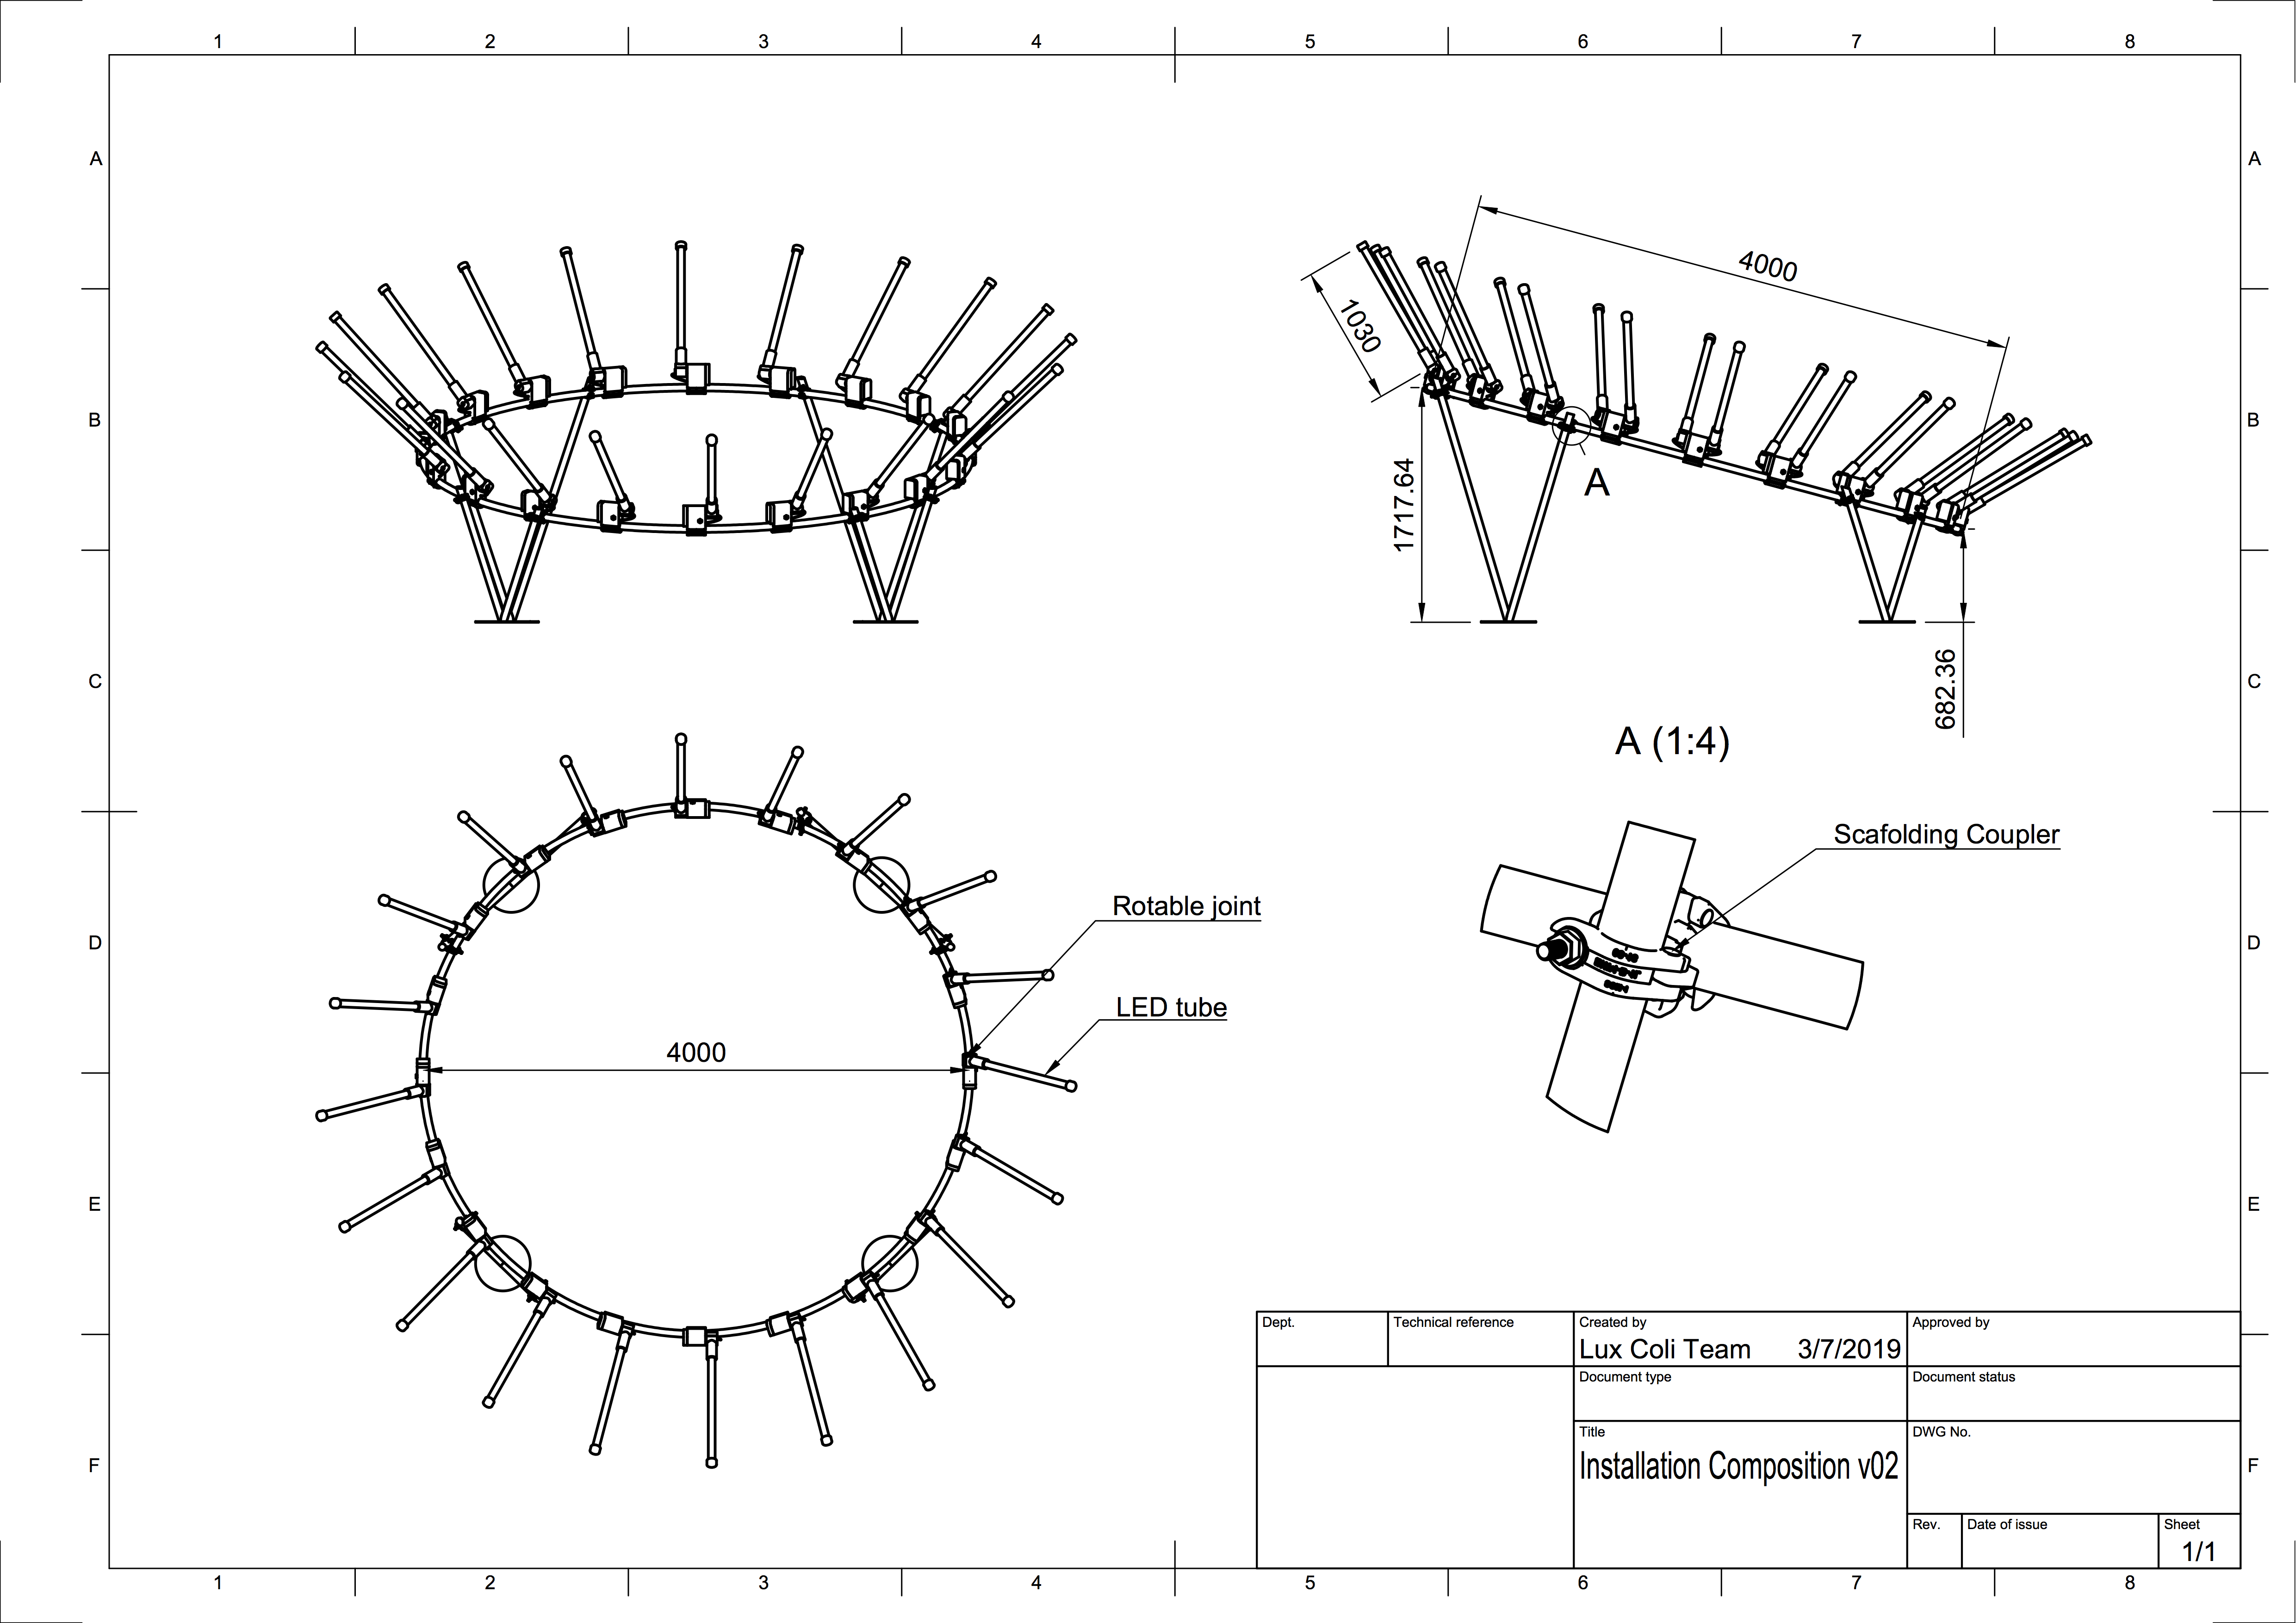 1 2 3 4 5 6 7 8
A A
4000
1030
B B
A
1717.64
C C
682.36
A (1:4)
Scafolding Coupler
Rotable joint
D D
LED tube
4000
E E
Dept. Technical reference Created by Approved by
Lux Coli Team 3/7/2019
Document type Document status
Title DWG No.
Installation Composition v02
F F
Rev. Date of issue Sheet
1/1
1 2 3 4 5 6 7 8